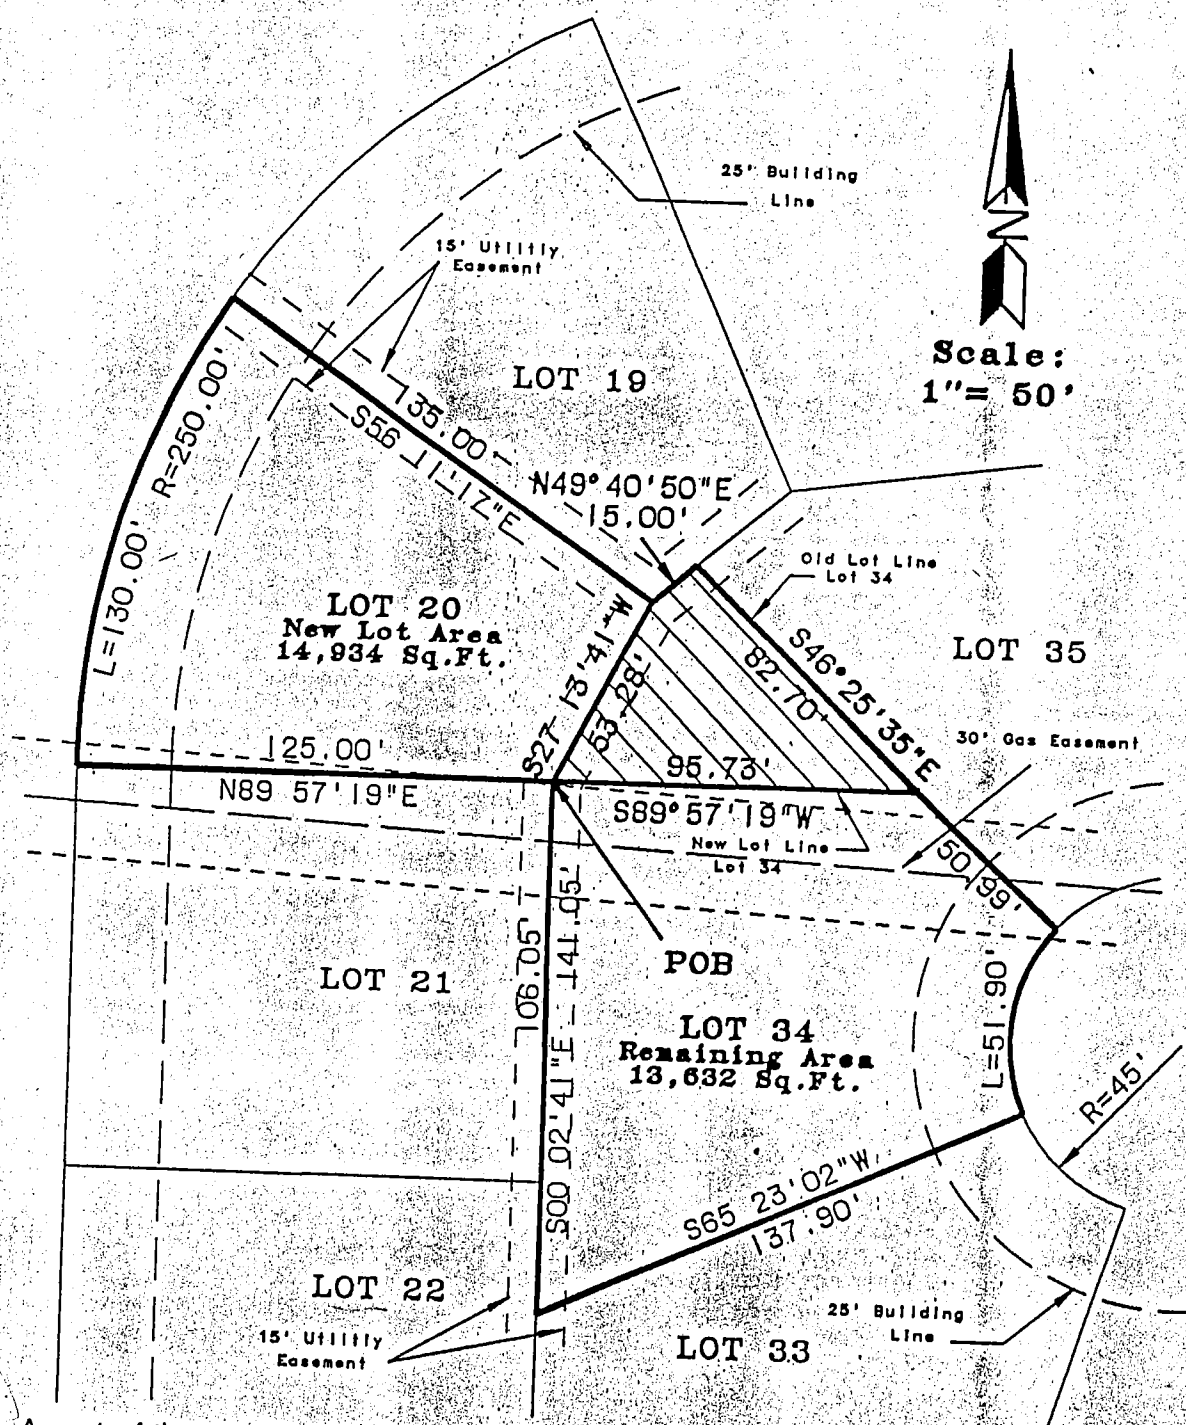 25' Building
Line
15' Utility
Easement
Scale:
1"= 50'
LOT 19
135.00
S56 11'17"E
N49°40'50"E
15.00'
R=250.00'
L=130.00'
Old Lot Line
Lot 34
LOT 20
New Lot Area
14,934 Sq.Ft.
S27 13'41"W
53.28'
S46°25'35"E
82.70'
LOT 35
30' Gas Easement
125.00'
N89 57'19"E
95.73'
S89°57'19"W
New Lot Line
Lot 34
50.99'
POB
LOT 21
106.05'
S00 02'41"E 141.05'
LOT 34
Remaining Area
13,632 Sq.Ft.
L=51.90'
R=45'
S65 23'02"W
137.90'
LOT 22
15' Utility
Easement
25' Building
Line
LOT 33